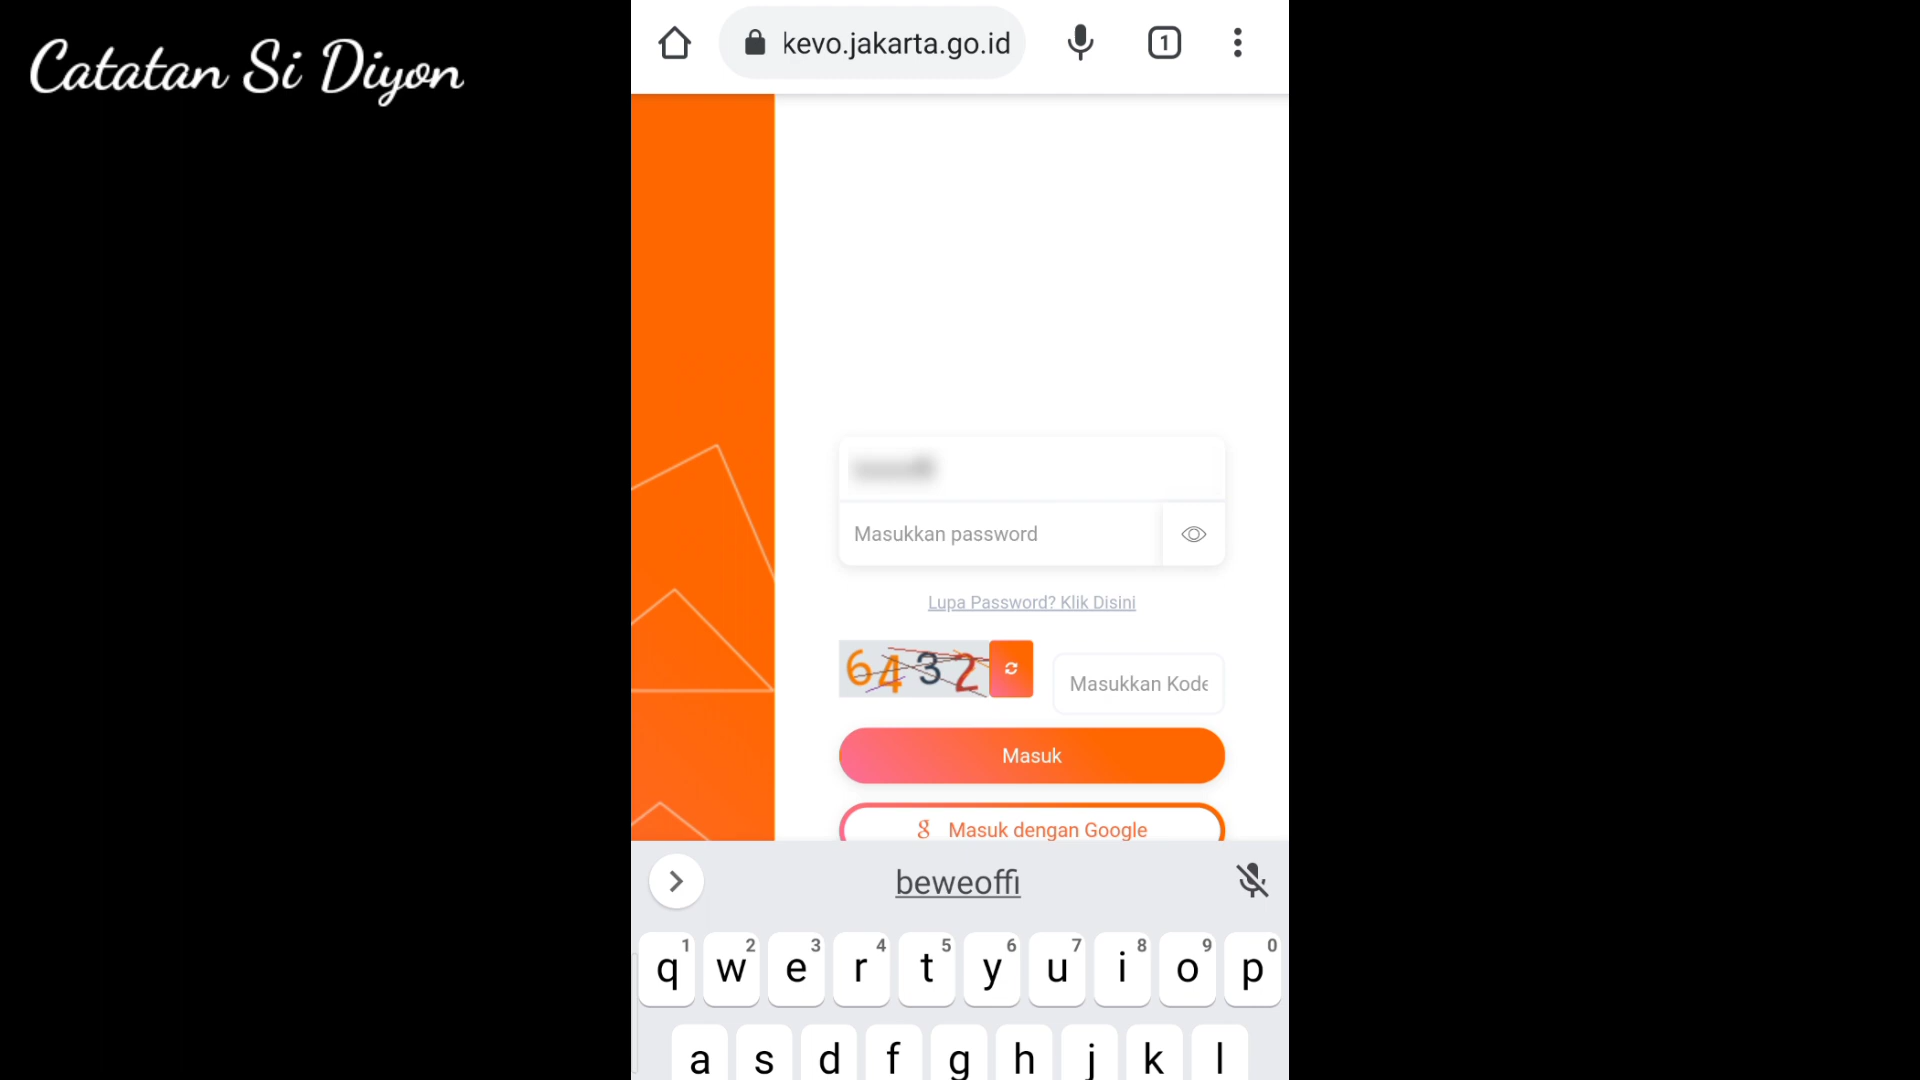 Catatan Si Diyon
kevo.jakarta.go.id
1
Masukkan password
Lupa Password? Klik Disini
6432
Masukkan Kode
Masuk
8 Masuk dengan Google
beweoffi
1 2 3 4 5 6 7 8 9 0
q w e r t y u i o p
a s d f g h j k l